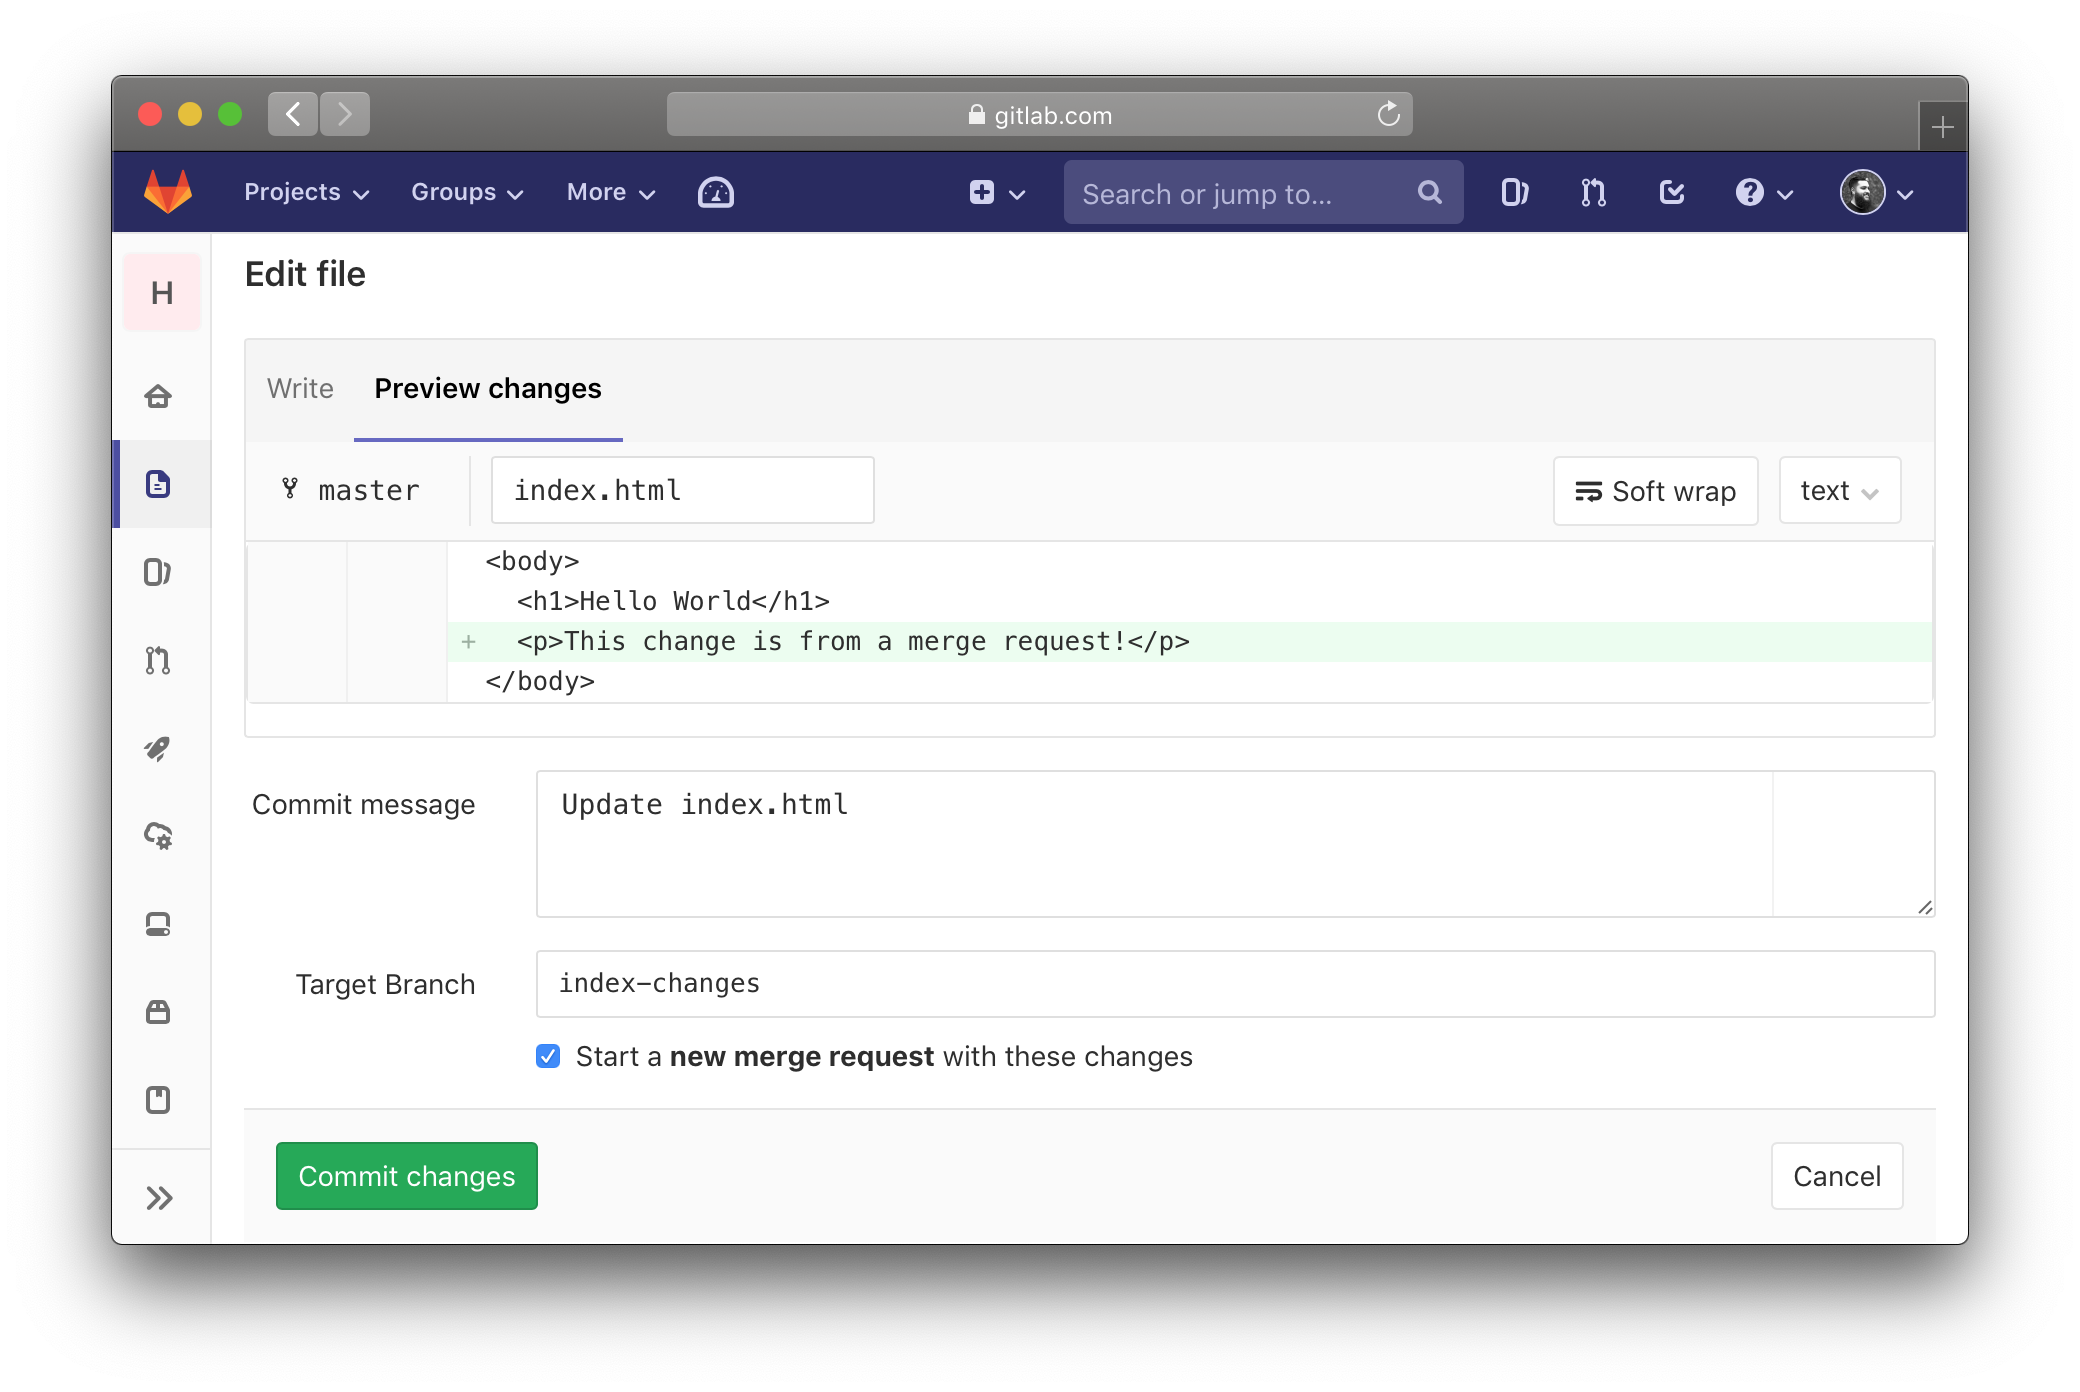 gitlab.com
Projects Groups More Search or jump to...
H
Edit file
Write Preview changes
master index.html Soft wrap text
<body>
<h1>Hello World</h1>
+ <p>This change is from a merge request!</p>
</body>
Commit message Update index.html
Target Branch index-changes
Start a new merge request with these changes
Commit changes Cancel